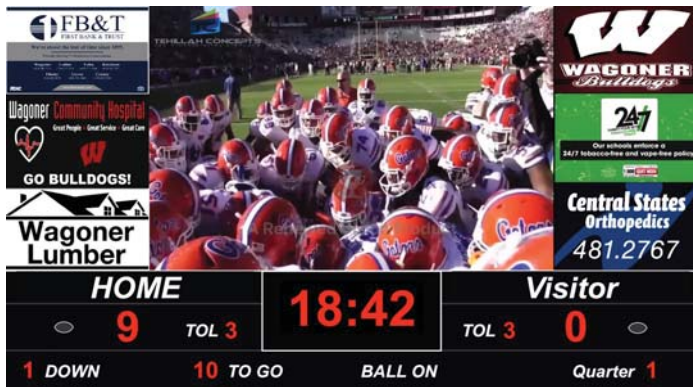 FB&T
FIRST BANK & TRUST
Wagoner Community Hospital
Great People - Great Service - Great Care
W
GO BULLDOGS!
Wagoner
Lumber
TEHILLAH CONCEPTS
74
Gators
Gators
W
WAGONER
Bulldogs
24/7
Our schools enforce a
24/7 tobacco-free and vape-free policy
Central States
Orthopedics
481.2767
HOME
18:42
Visitor
9
TOL 3
TOL 3
0
1 DOWN
10 TO GO
BALL ON
Quarter 1